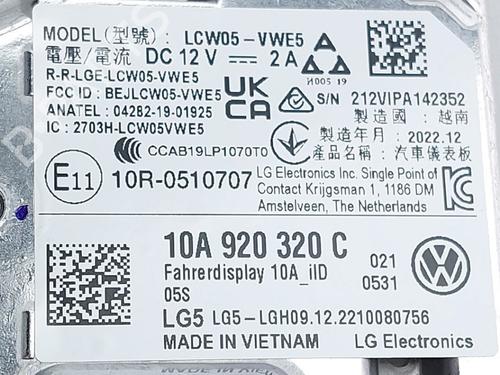 MODEL(型號) : LCW05-VWE5
電壓/電流 DC 12 V ⎓ 2 A
R-R-LGE-LCW05-VWE5
FCC ID : BEJLCW05-VWE5
ANATEL : 04282-19-01925
IC : 2703H-LCW05VWE5
UK
CA
S/N 212VIPA142352
製造國 : 越南
製造年月 : 2022.12
產品名稱 : 汽車儀表板
CCAB19LP1070T0
E11 10R-0510707
LG Electronics Inc. Single Point of
Contact Krijgsman 1, 1186 DM
Amstelveen, The Netherlands
10A 920 320 C
Fahrerdisplay 10A_iID
05S
021
0531
LG5 LG5-LGH09.12.2210080756
MADE IN VIETNAM LG Electronics